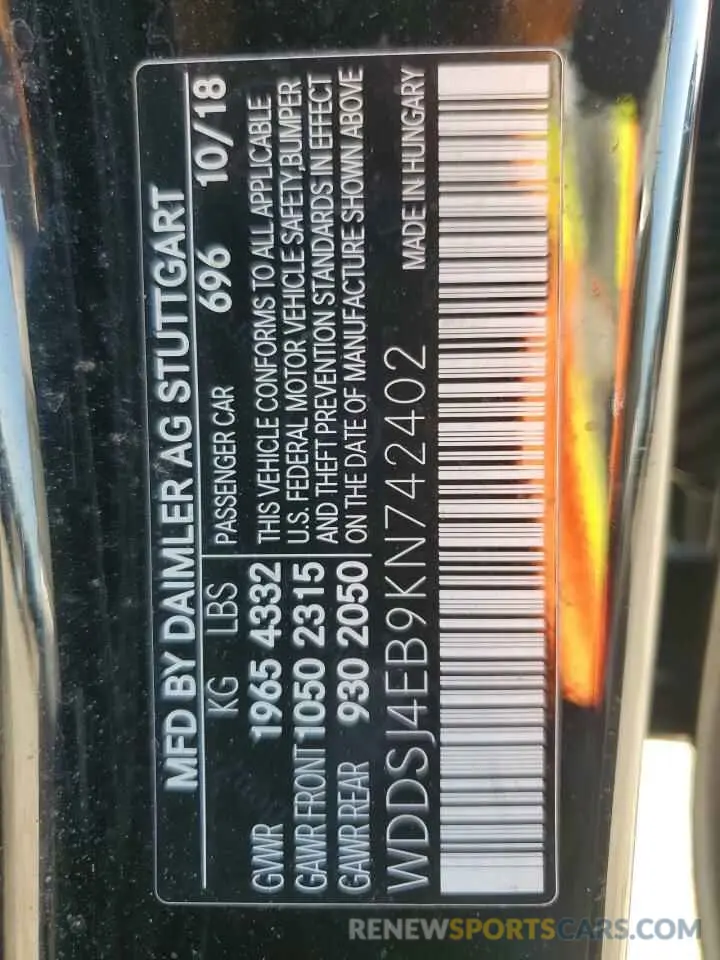 MFD BY DAIMLER AG STUTTGART
KG LBS PASSENGER CAR 696 10/18
GVWR 1965 4332 THIS VEHICLE CONFORMS TO ALL APPLICABLE
U.S. FEDERAL MOTOR VEHICLE SAFETY, BUMPER
GAWR FRONT 1050 2315 AND THEFT PREVENTION STANDARDS IN EFFECT
GAWR REAR 930 2050 ON THE DATE OF MANUFACTURE SHOWN ABOVE
WDDSJ4EB9KN742402 MADE IN HUNGARY
RENEWSPORTSCARS.COM